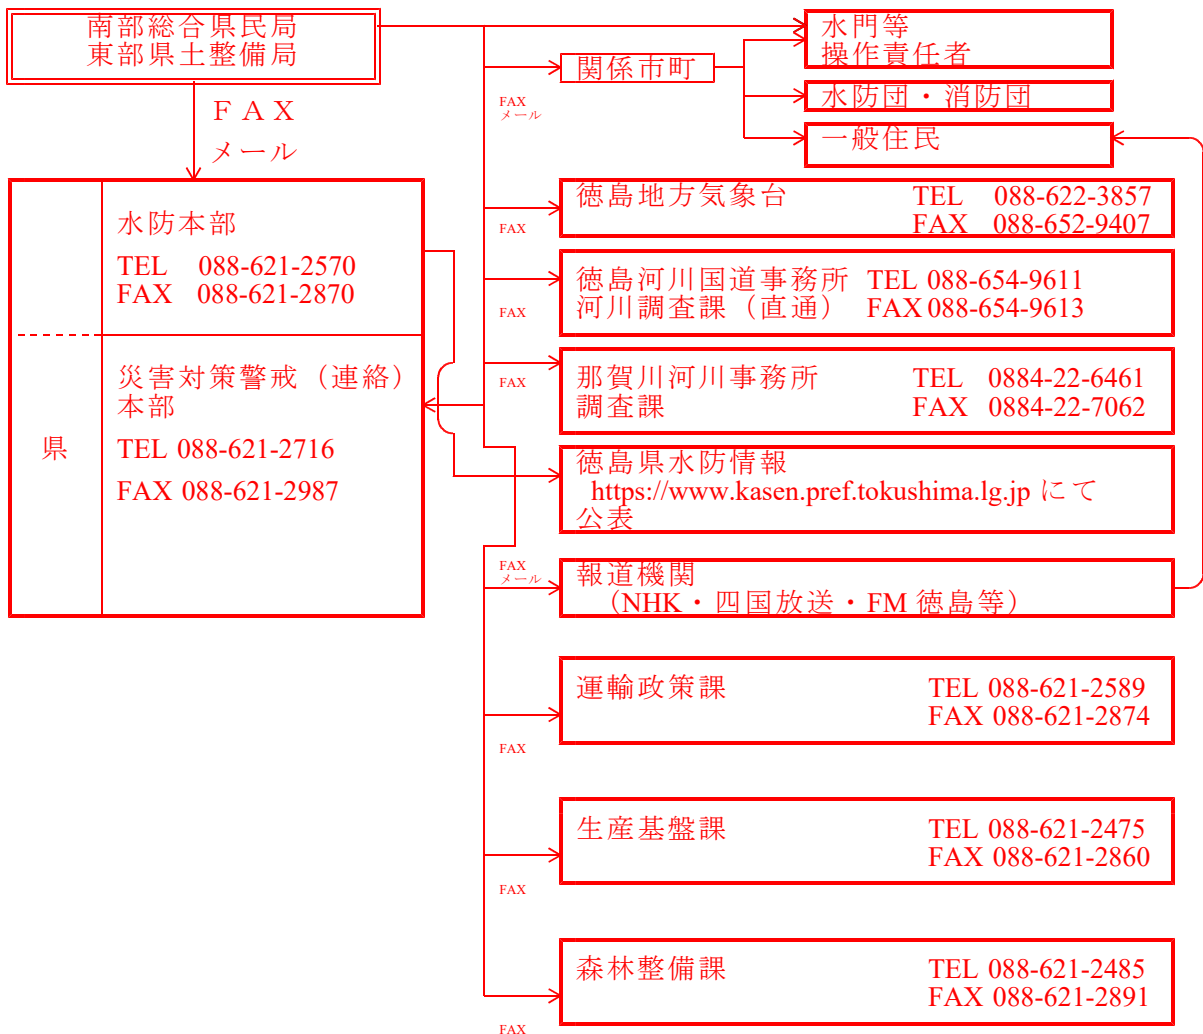 南部総合県民局
東部県土整備局
ＦＡＸ
メール
県
水防本部
TEL 088-621-2570
FAX 088-621-2870
災害対策警戒（連絡）
本部
TEL 088-621-2716
FAX 088-621-2987
水門等
操作責任者
関係市町
FAX
メール
水防団・消防団
一般住民
徳島地方気象台 TEL 088-622-3857
FAX 088-652-9407
FAX
徳島河川国道事務所 TEL 088-654-9611
河川調査課（直通） FAX 088-654-9613
FAX
那賀川河川事務所 TEL 0884-22-6461
調査課 FAX 0884-22-7062
FAX
徳島県水防情報
https://www.kasen.pref.tokushima.lg.jp にて
公表
FAX
メール
報道機関
（NHK・四国放送・FM 徳島等）
運輸政策課 TEL 088-621-2589
FAX 088-621-2874
FAX
生産基盤課 TEL 088-621-2475
FAX 088-621-2860
FAX
森林整備課 TEL 088-621-2485
FAX 088-621-2891
FAX